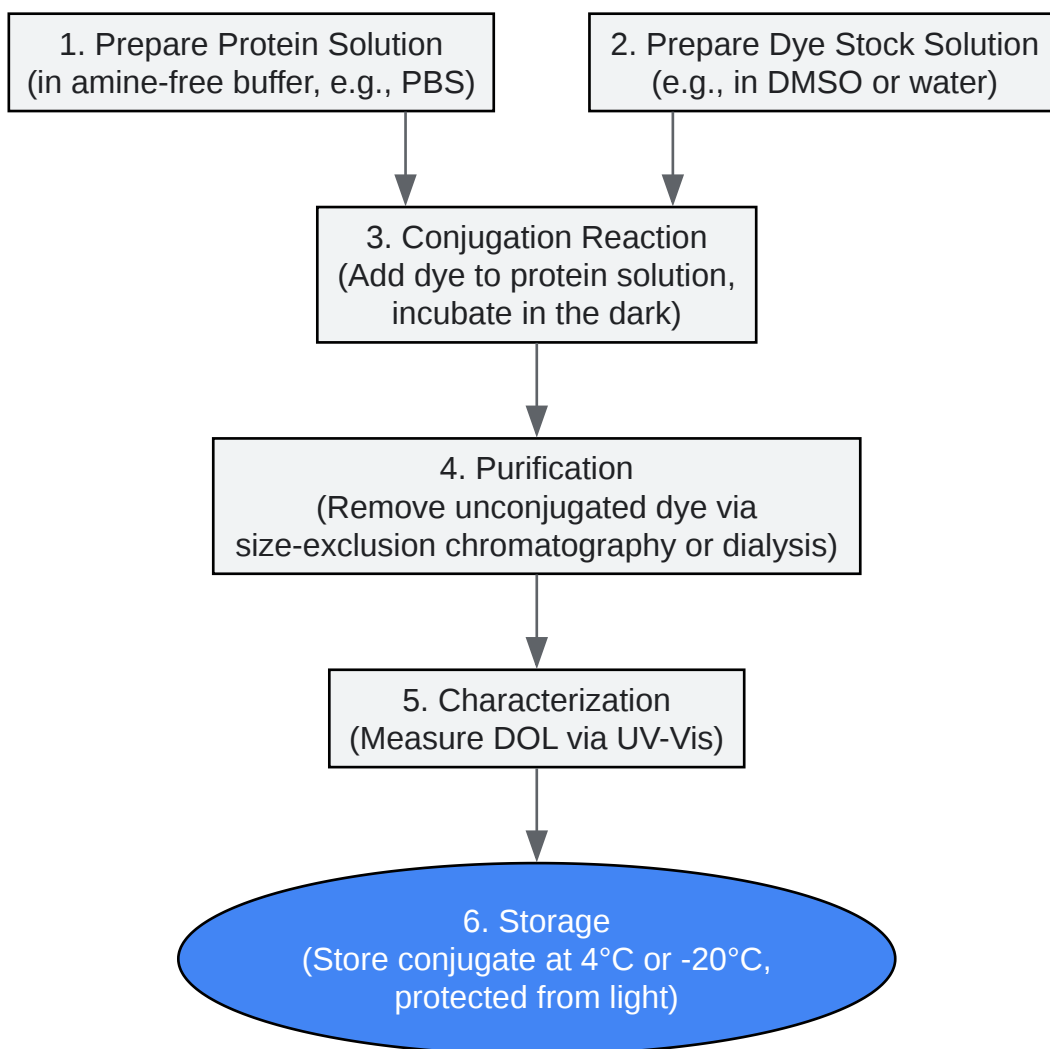 1. Prepare Protein Solution
(in amine-free buffer, e.g., PBS)
2. Prepare Dye Stock Solution
(e.g., in DMSO or water)
3. Conjugation Reaction
(Add dye to protein solution,
incubate in the dark)
4. Purification
(Remove unconjugated dye via
size-exclusion chromatography or dialysis)
5. Characterization
(Measure DOL via UV-Vis)
6. Storage
(Store conjugate at 4°C or -20°C,
protected from light)